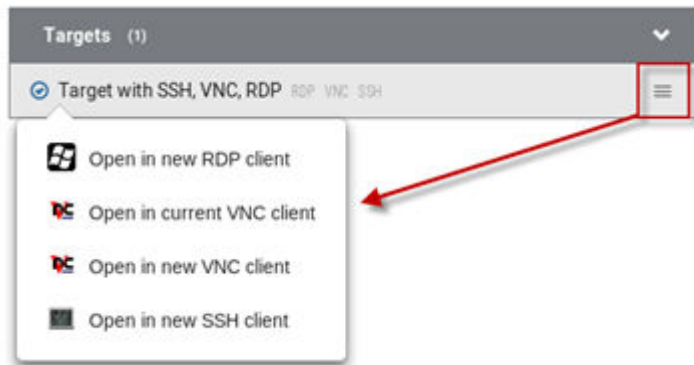 Targets (1)
Target with SSH, VNC, RDP RDP VNC SSH
Open in new RDP client
Open in current VNC client
Open in new VNC client
Open in new SSH client